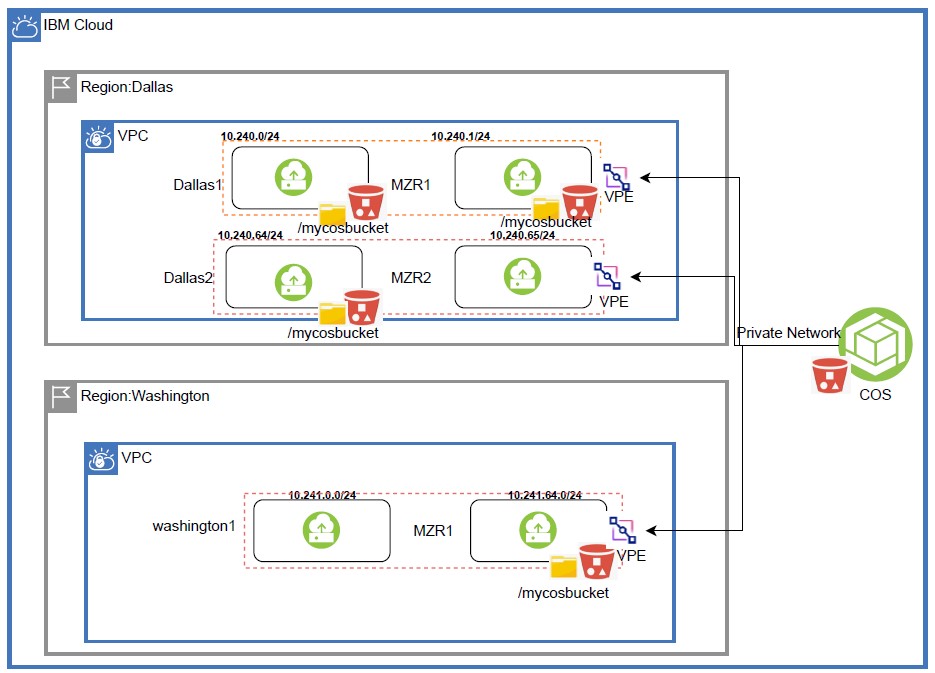 IBM Cloud
Region:Dallas
VPC
10.240.0/24
10.240.1/24
Dallas1
MZR1
VPE
/mycosbucket
/mycosbucket
10.240.64/24
10.240.65/24
Dallas2
MZR2
VPE
/mycosbucket
Private Network
COS
Region:Washington
VPC
10.241.0.0/24
10.241.64.0/24
washington1
MZR1
VPE
/mycosbucket